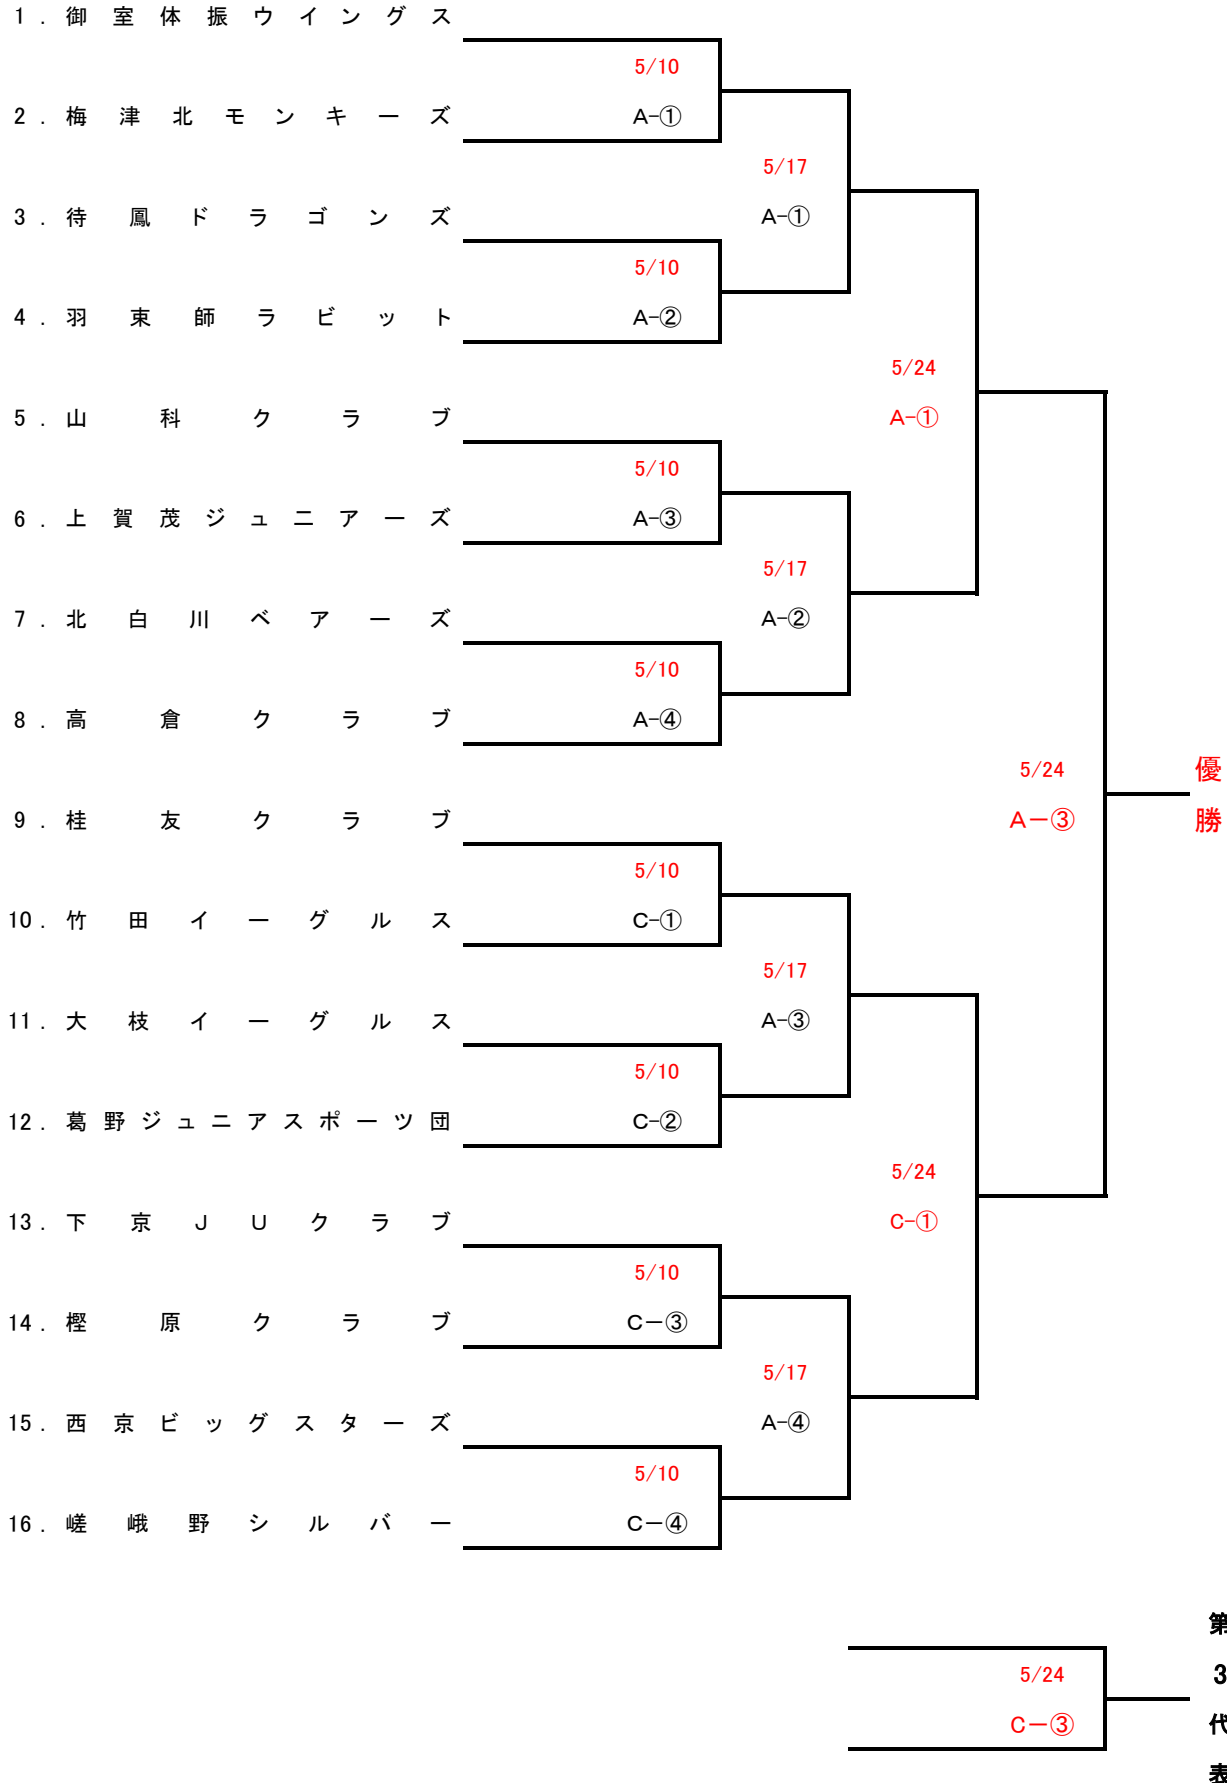 1．御室体振ウイングス
5/10
2．梅津北モンキーズ
A-①
5/17
3．待鳳ドラゴンズ
A-①
5/10
4．羽束師ラビット
A-②
5/24
5．山科クラブ
A-①
5/10
6．上賀茂ジュニアーズ
A-③
5/17
7．北白川ベアーズ
A-②
5/10
8．高倉クラブ
A-④
5/24
優
9．桂友クラブ
A－③
勝
5/10
10．竹田イーグルス
C-①
5/17
11．大枝イーグルス
A-③
5/10
12．葛野ジュニアスポーツ団
C-②
5/24
13．下京JUクラブ
C-①
5/10
14．樫原クラブ
C－③
5/17
15．西京ビッグスターズ
A-④
5/10
16．嵯峨野シルバー
C－④
第
5/24
3
C－③
代
表